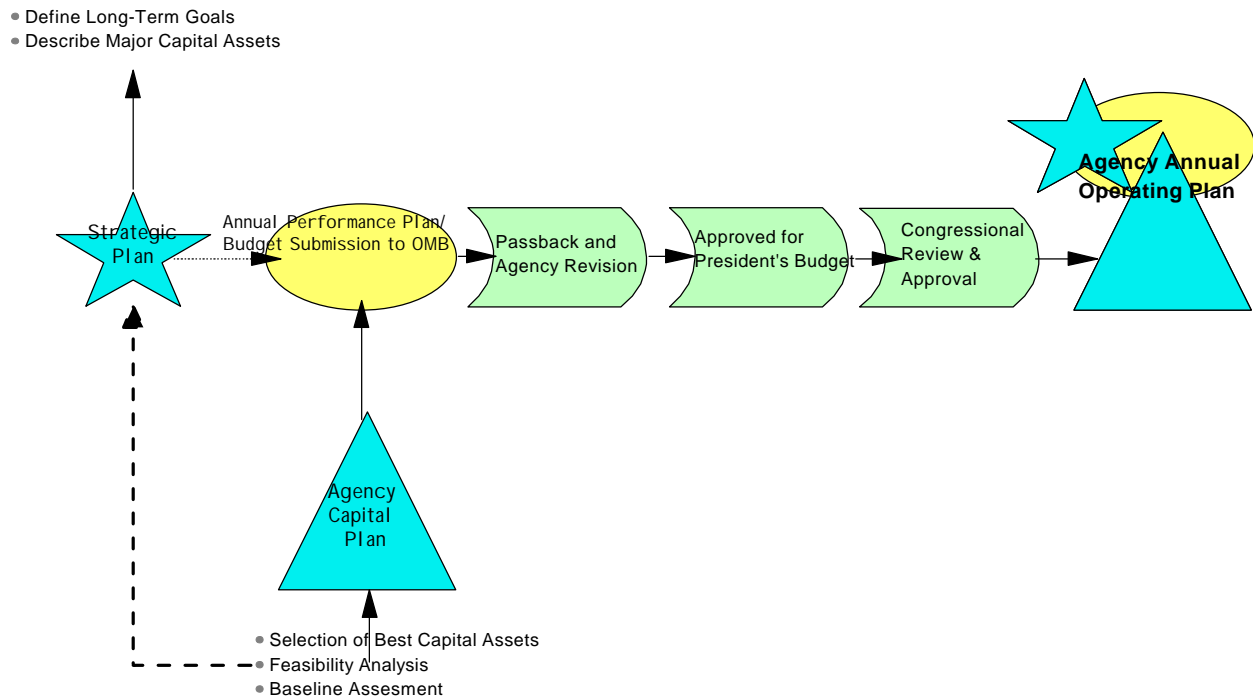 • Define Long-Term Goals
• Describe Major Capital Assets
Strategic
Plan
Annual Performance Plan/
Budget Submission to OMB
Passback and
Agency Revision
Approved for
President's Budget
Congressional
Review &
Approval
Agency Annual
Operating Plan
Agency
Capital
Plan
• Selection of Best Capital Assets
• Feasibility Analysis
• Baseline Assesment